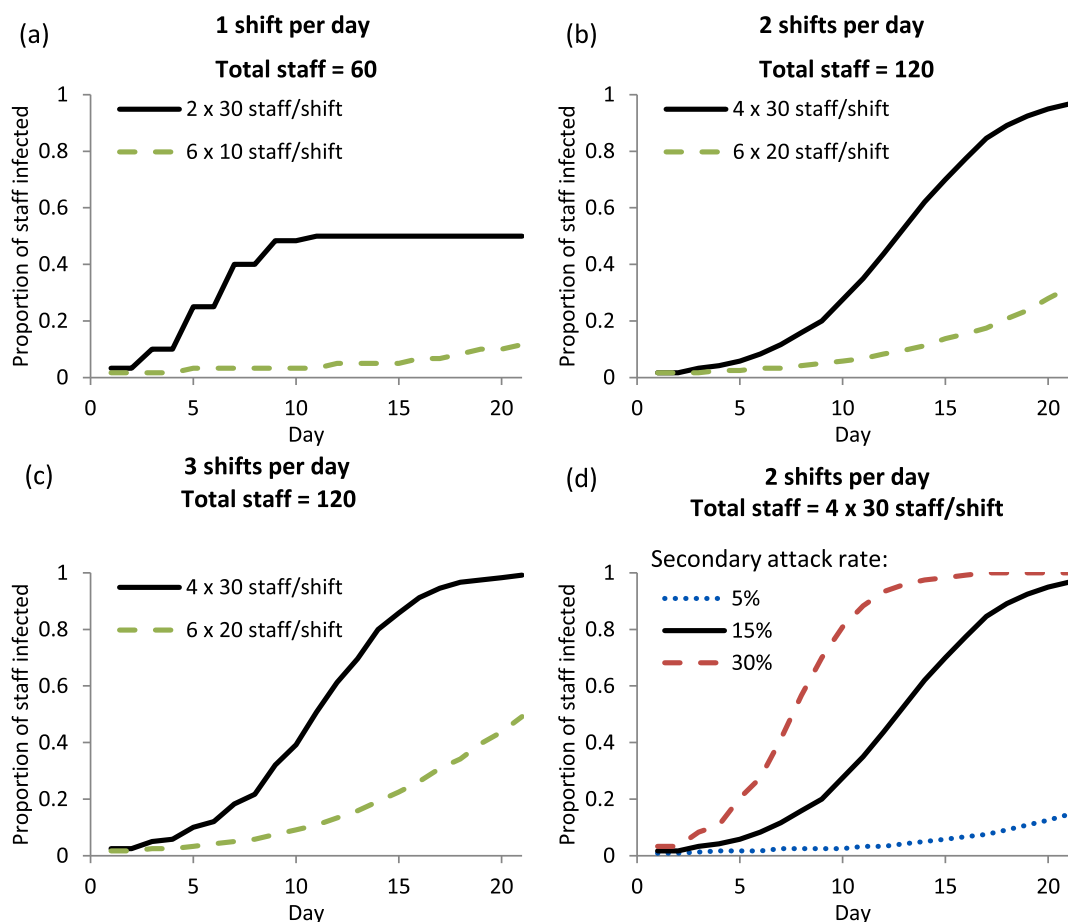 (a)
1 shift per day
Total staff = 60
Proportion of staff infected
1
0.8
0.6
0.4
0.2
0
2 x 30 staff/shift
6 x 10 staff/shift
0 5 10 15 20
Day
(b)
2 shifts per day
Total staff = 120
Proportion of staff infected
1
0.8
0.6
0.4
0.2
0
4 x 30 staff/shift
6 x 20 staff/shift
0 5 10 15 20
Day
(c)
3 shifts per day
Total staff = 120
Proportion of staff infected
1
0.8
0.6
0.4
0.2
0
4 x 30 staff/shift
6 x 20 staff/shift
0 5 10 15 20
Day
(d)
2 shifts per day
Total staff = 4 x 30 staff/shift
Proportion of staff infected
1
0.8
0.6
0.4
0.2
0
Secondary attack rate:
5%
15%
30%
0 5 10 15 20
Day